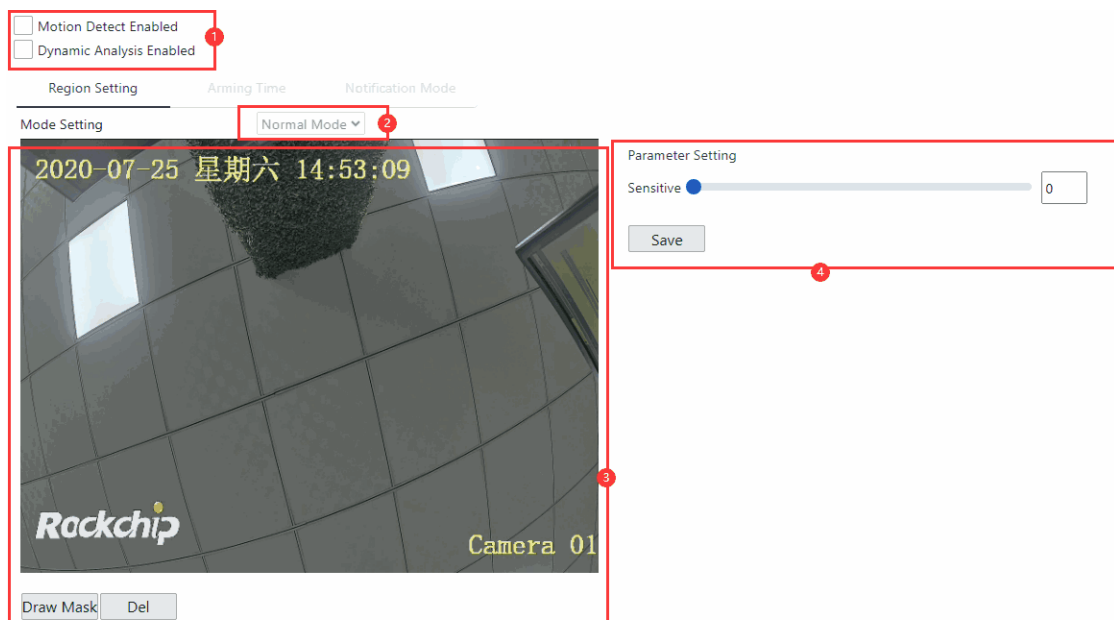 Motion Detect Enabled
1
Dynamic Analysis Enabled
Region Setting Arming Time Notification Mode
Mode Setting Normal Mode 2
2020-07-25 星期六 14:53:09
Parameter Setting
Sensitive 0
Save
4
3
Rockchip
Camera 01
Draw Mask Del